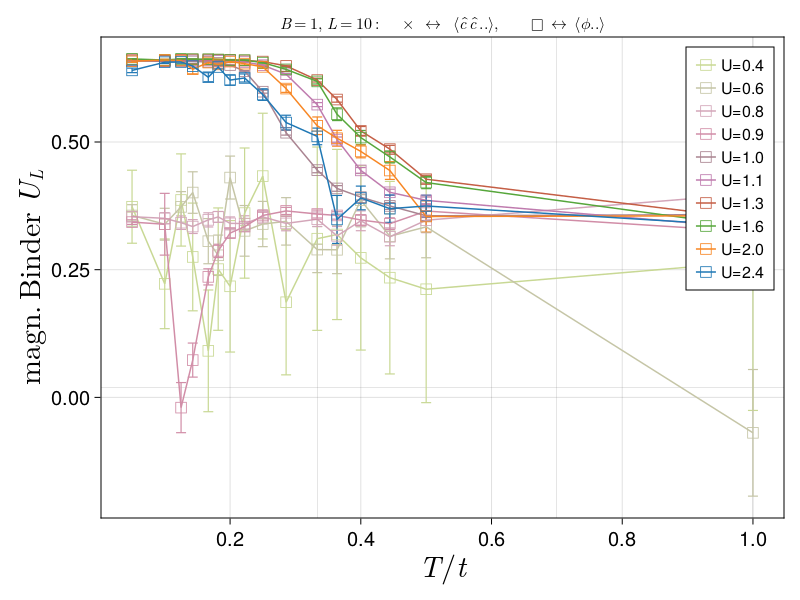 B = 1, L = 10 : × ↔ ⟨ĉ ĉ ..⟩, □ ↔ ⟨ϕ..⟩
magn. Binder U_L
0.50
0.25
0.00
0.2 0.4 0.6 0.8 1.0
T/t
U=0.4
U=0.6
U=0.8
U=0.9
U=1.0
U=1.1
U=1.3
U=1.6
U=2.0
U=2.4